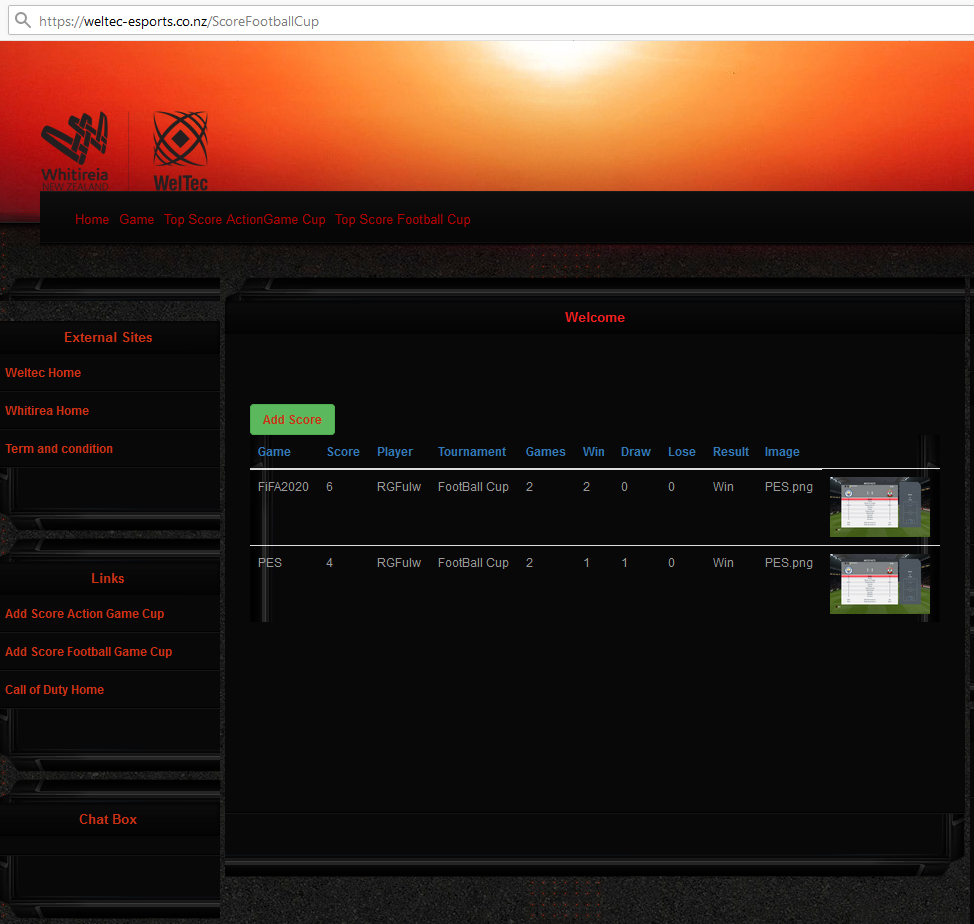 https://weltec-esports.co.nz/ScoreFootballCup
Whitireia
NEW ZEALAND
WelTec
Home Game Top Score ActionGame Cup Top Score Football Cup
External Sites
Weltec Home
Whitirea Home
Term and condition
Links
Add Score Action Game Cup
Add Score Football Game Cup
Call of Duty Home
Chat Box
Welcome
Add Score
Game Score Player Tournament Games Win Draw Lose Result Image
FiFA2020 6 RGFulw FootBall Cup 2 2 0 0 Win PES.png
PES 4 RGFulw FootBall Cup 2 1 1 0 Win PES.png